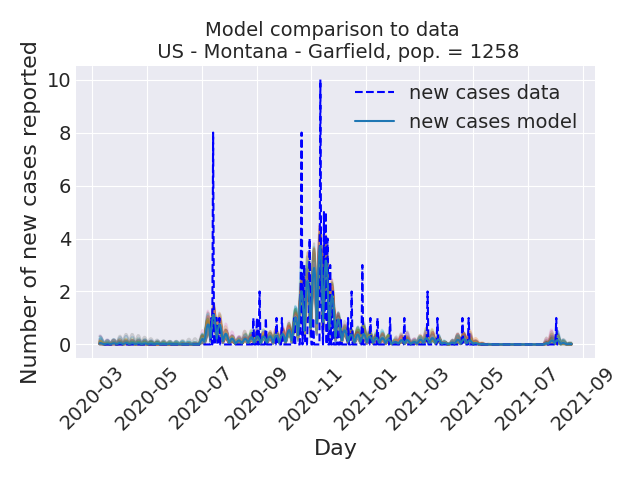 Model comparison to data
US - Montana - Garfield, pop. = 1258
Number of new cases reported
10
8
6
4
2
0
new cases data
new cases model
2020-03
2020-05
2020-07
2020-09
2020-11
2021-01
2021-03
2021-05
2021-07
2021-09
Day